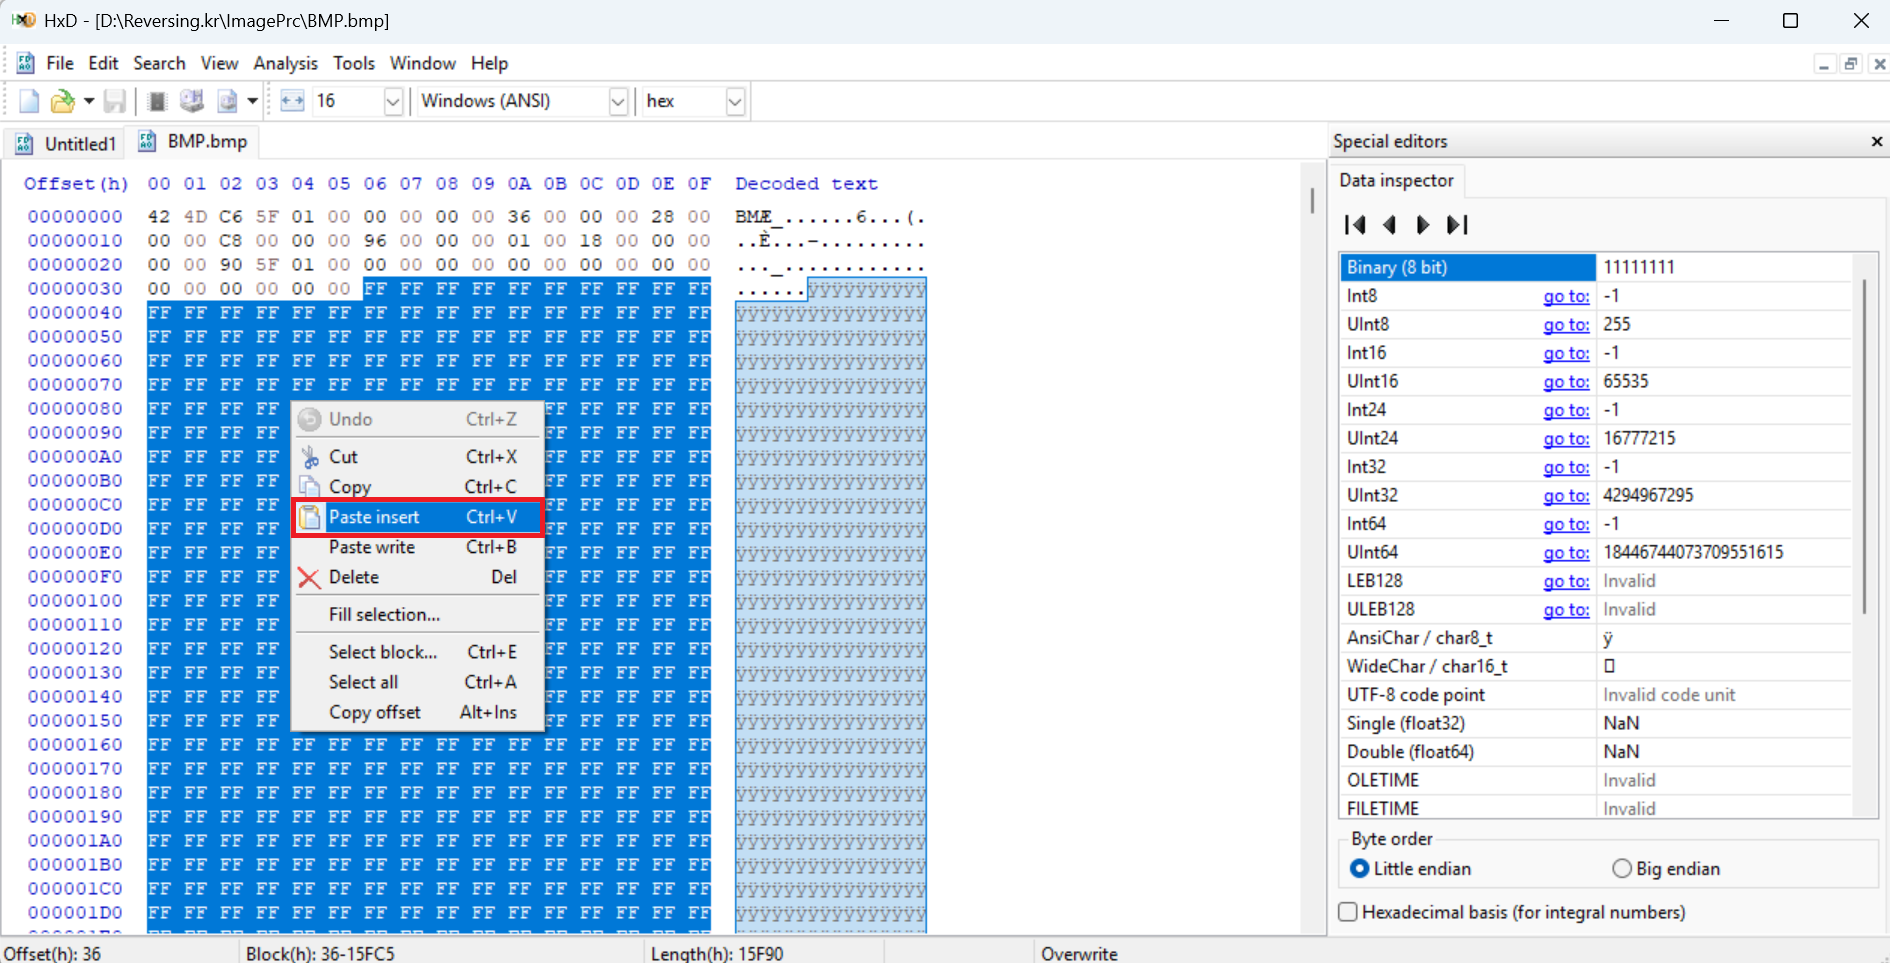 HxD - [D:\Reversing.kr\ImagePrc\BMP.bmp]
File Edit Search View Analysis Tools Window Help
16 Windows (ANSI) hex
Untitled1 BMP.bmp
Offset(h) 00 01 02 03 04 05 06 07 08 09 0A 0B 0C 0D 0E 0F Decoded text
00000000 42 4D C6 5F 01 00 00 00 00 00 36 00 00 00 28 00 BMÆ_......6...(.
00000010 00 00 C8 00 00 00 96 00 00 00 01 00 18 00 00 00 ..È...–.........
00000020 00 00 90 5F 01 00 00 00 00 00 00 00 00 00 00 00 ..._............
00000030 00 00 00 00 00 00 FF FF FF FF FF FF FF FF FF FF ......ÿÿÿÿÿÿÿÿÿÿ
00000040 FF FF FF FF FF FF FF FF FF FF FF FF FF FF FF FF ÿÿÿÿÿÿÿÿÿÿÿÿÿÿÿÿ
00000050 FF FF FF FF FF FF FF FF FF FF FF FF FF FF FF FF ÿÿÿÿÿÿÿÿÿÿÿÿÿÿÿÿ
00000060 FF FF FF FF FF FF FF FF FF FF FF FF FF FF FF FF ÿÿÿÿÿÿÿÿÿÿÿÿÿÿÿÿ
00000070 FF FF FF FF FF FF FF FF FF FF FF FF FF FF FF FF ÿÿÿÿÿÿÿÿÿÿÿÿÿÿÿÿ
00000080 FF FF FF FF FF FF FF FF FF ÿÿÿÿÿÿÿÿÿÿÿÿÿÿÿÿ
00000090 FF FF FF FF FF FF FF FF FF ÿÿÿÿÿÿÿÿÿÿÿÿÿÿÿÿ
000000A0 FF FF FF FF FF FF FF FF FF ÿÿÿÿÿÿÿÿÿÿÿÿÿÿÿÿ
000000B0 FF FF FF FF FF FF FF FF FF ÿÿÿÿÿÿÿÿÿÿÿÿÿÿÿÿ
000000C0 FF FF FF FF FF FF FF FF FF ÿÿÿÿÿÿÿÿÿÿÿÿÿÿÿÿ
000000D0 FF FF FF FF FF FF FF FF FF ÿÿÿÿÿÿÿÿÿÿÿÿÿÿÿÿ
000000E0 FF FF FF FF FF FF FF FF FF ÿÿÿÿÿÿÿÿÿÿÿÿÿÿÿÿ
000000F0 FF FF FF FF FF FF FF FF FF ÿÿÿÿÿÿÿÿÿÿÿÿÿÿÿÿ
00000100 FF FF FF FF FF FF FF FF FF ÿÿÿÿÿÿÿÿÿÿÿÿÿÿÿÿ
00000110 FF FF FF FF FF FF FF FF FF ÿÿÿÿÿÿÿÿÿÿÿÿÿÿÿÿ
00000120 FF FF FF FF FF FF FF FF FF ÿÿÿÿÿÿÿÿÿÿÿÿÿÿÿÿ
00000130 FF FF FF FF FF FF FF FF FF ÿÿÿÿÿÿÿÿÿÿÿÿÿÿÿÿ
00000140 FF FF FF FF FF FF FF FF FF ÿÿÿÿÿÿÿÿÿÿÿÿÿÿÿÿ
00000150 FF FF FF FF FF FF FF FF FF ÿÿÿÿÿÿÿÿÿÿÿÿÿÿÿÿ
00000160 FF FF FF FF FF FF FF FF FF FF FF FF FF FF FF FF ÿÿÿÿÿÿÿÿÿÿÿÿÿÿÿÿ
00000170 FF FF FF FF FF FF FF FF FF FF FF FF FF FF FF FF ÿÿÿÿÿÿÿÿÿÿÿÿÿÿÿÿ
00000180 FF FF FF FF FF FF FF FF FF FF FF FF FF FF FF FF ÿÿÿÿÿÿÿÿÿÿÿÿÿÿÿÿ
00000190 FF FF FF FF FF FF FF FF FF FF FF FF FF FF FF FF ÿÿÿÿÿÿÿÿÿÿÿÿÿÿÿÿ
000001A0 FF FF FF FF FF FF FF FF FF FF FF FF FF FF FF FF ÿÿÿÿÿÿÿÿÿÿÿÿÿÿÿÿ
000001B0 FF FF FF FF FF FF FF FF FF FF FF FF FF FF FF FF ÿÿÿÿÿÿÿÿÿÿÿÿÿÿÿÿ
000001C0 FF FF FF FF FF FF FF FF FF FF FF FF FF FF FF FF ÿÿÿÿÿÿÿÿÿÿÿÿÿÿÿÿ
000001D0 FF FF FF FF FF FF FF FF FF FF FF FF FF FF FF FF ÿÿÿÿÿÿÿÿÿÿÿÿÿÿÿÿ
Undo Ctrl+Z
Cut Ctrl+X
Copy Ctrl+C
Paste insert Ctrl+V
Paste write Ctrl+B
Delete Del
Fill selection...
Select block... Ctrl+E
Select all Ctrl+A
Copy offset Alt+Ins
Special editors
Data inspector
Binary (8 bit) 11111111
Int8 go to: -1
UInt8 go to: 255
Int16 go to: -1
UInt16 go to: 65535
Int24 go to: -1
UInt24 go to: 16777215
Int32 go to: -1
UInt32 go to: 4294967295
Int64 go to: -1
UInt64 go to: 18446744073709551615
LEB128 go to: Invalid
ULEB128 go to: Invalid
AnsiChar / char8_t ÿ
WideChar / char16_t
UTF-8 code point Invalid code unit
Single (float32) NaN
Double (float64) NaN
OLETIME Invalid
FILETIME Invalid
Byte order
Little endian Big endian
Hexadecimal basis (for integral numbers)
Offset(h): 36 Block(h): 36-15FC5 Length(h): 15F90 Overwrite